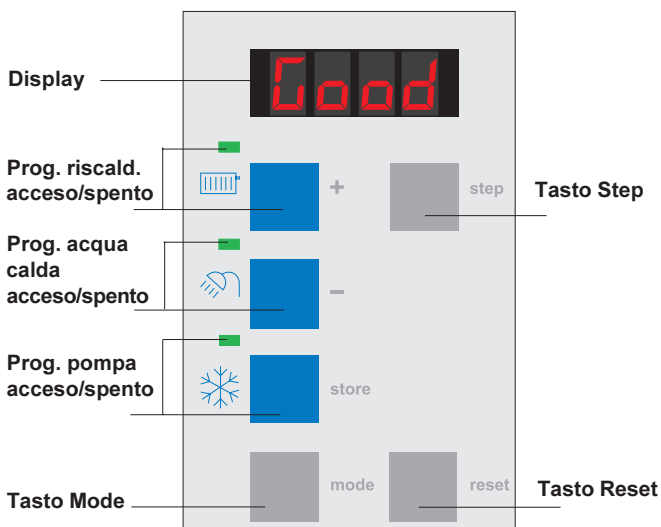 Display
Good
Prog. riscald.
acceso/spento
+
step
Tasto Step
Prog. acqua
calda
acceso/spento
-
Prog. pompa
acceso/spento
store
Tasto Mode
mode
reset
Tasto Reset